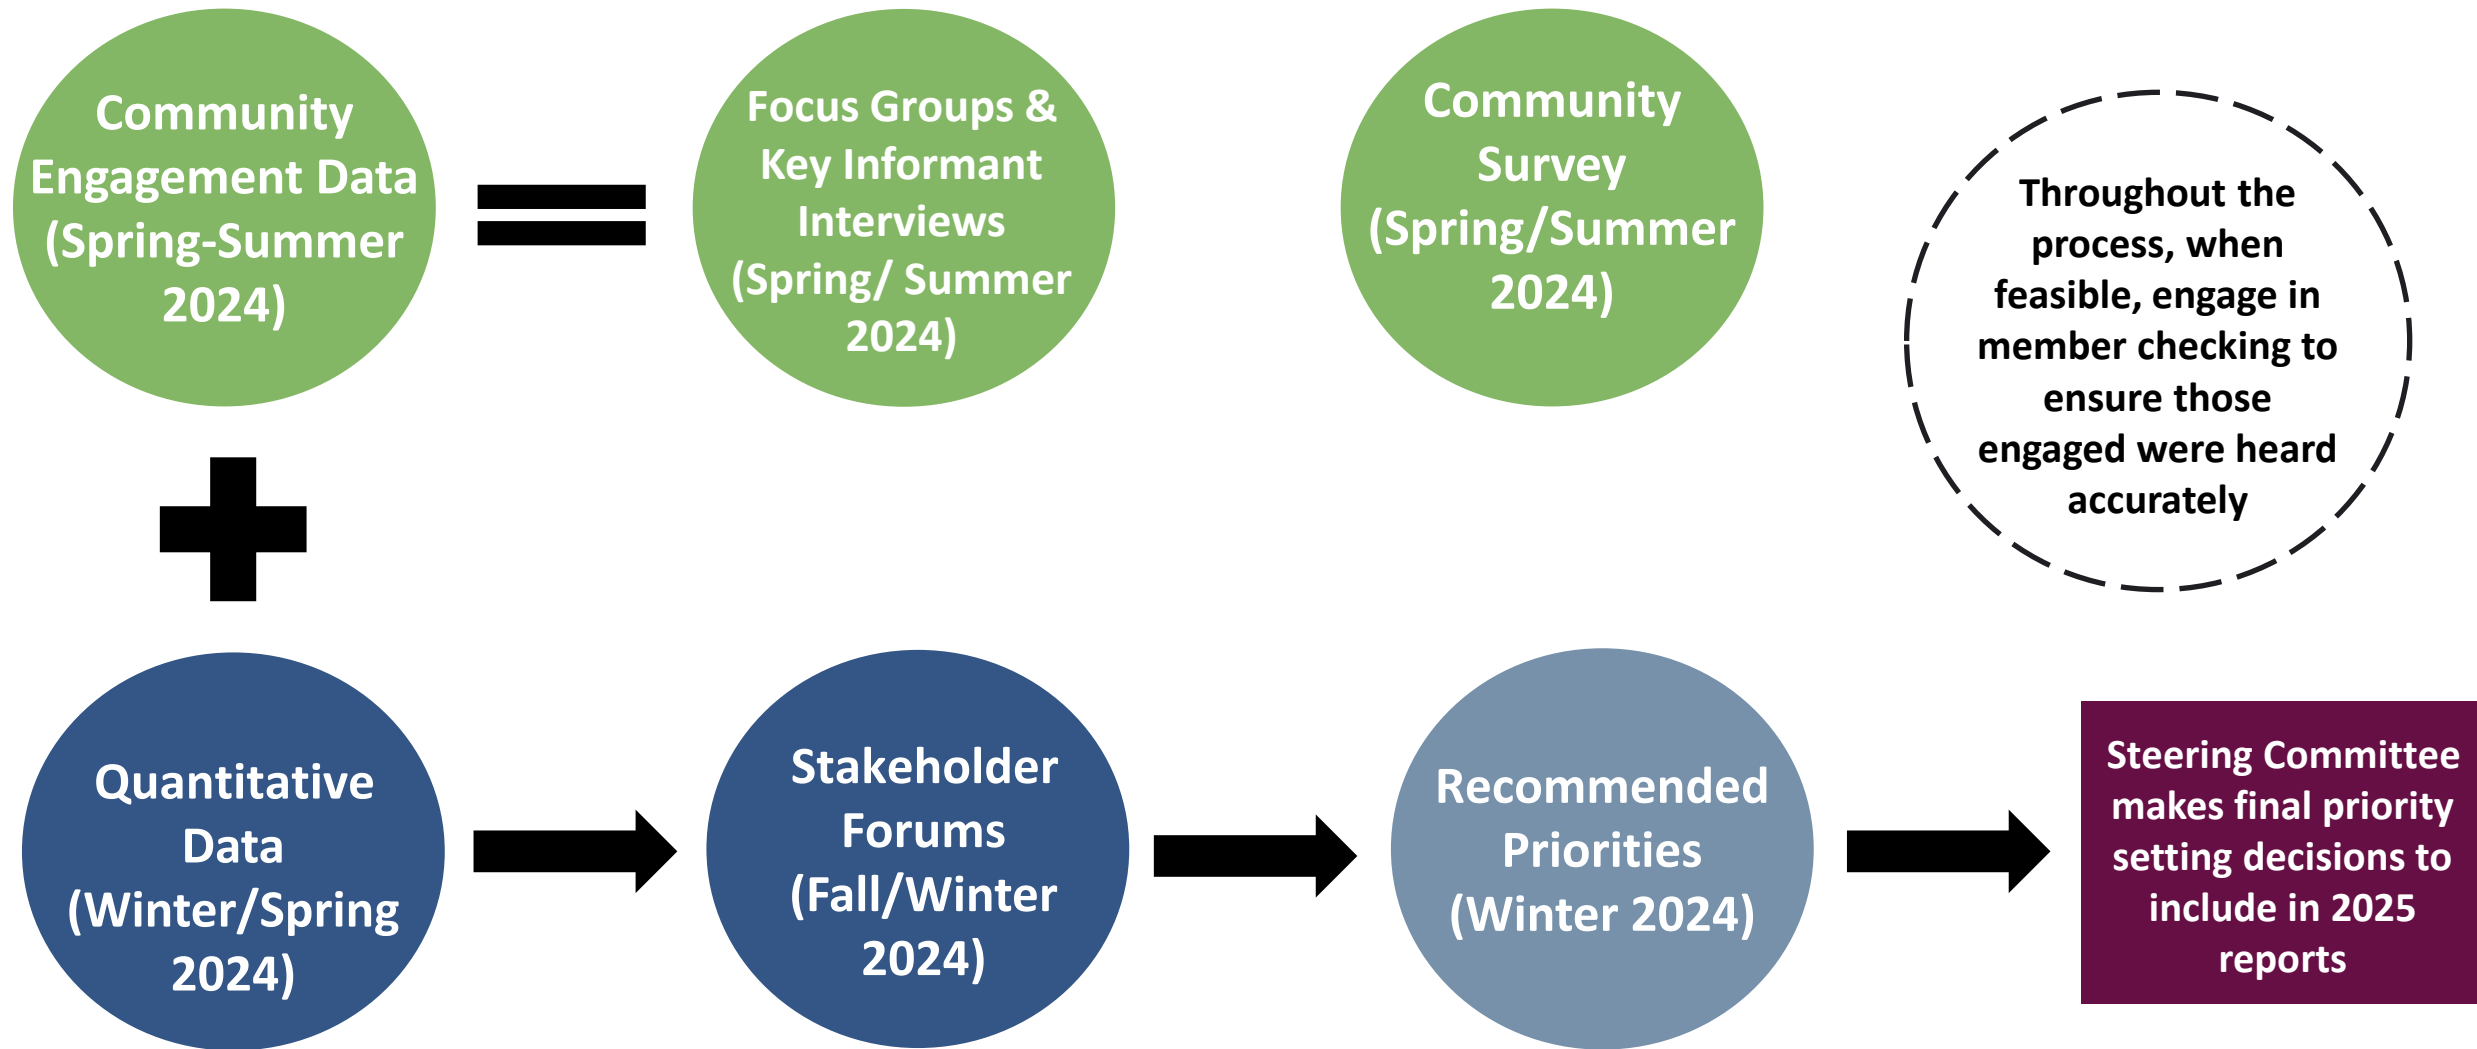 Community
Engagement Data
(Spring-Summer
2024)
Focus Groups &
Key Informant
Interviews
(Spring/ Summer
2024)
Community
Survey
(Spring/Summer
2024)
Throughout the
process, when
feasible, engage in
member checking to
ensure those
engaged were heard
accurately
Quantitative
Data
(Winter/Spring
2024)
Stakeholder
Forums
(Fall/Winter
2024)
Recommended
Priorities
(Winter 2024)
Steering Committee
makes final priority
setting decisions to
include in 2025
reports